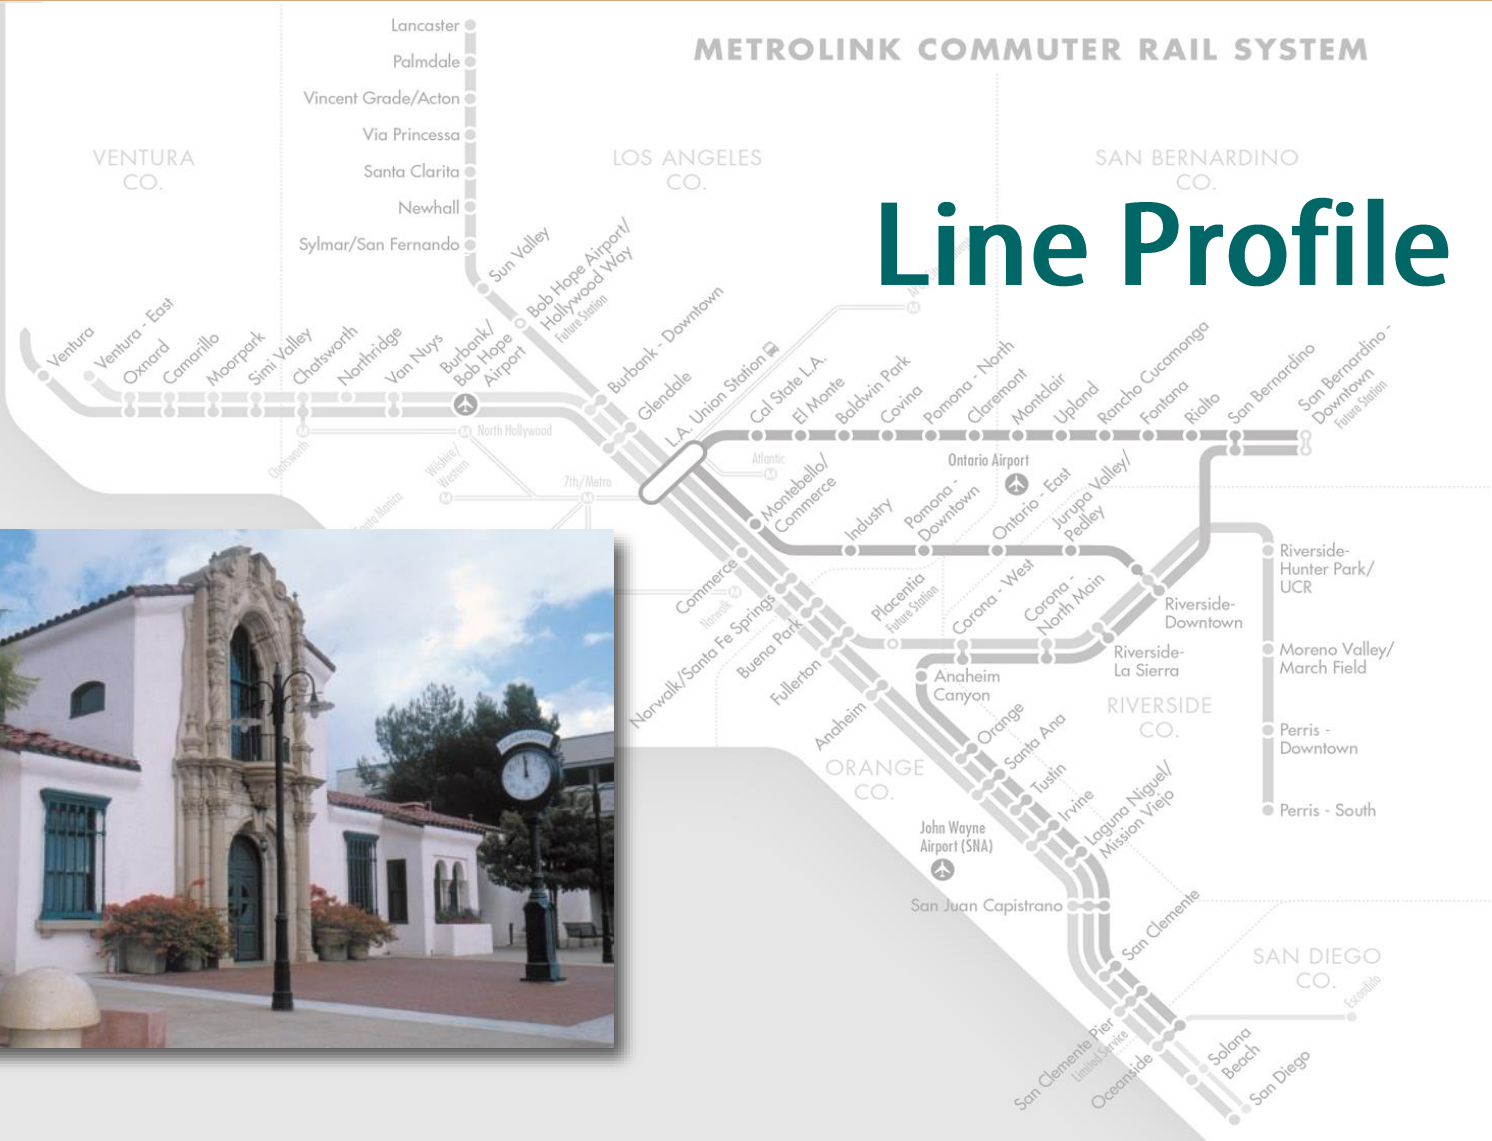 METROLINK COMMUTER RAIL SYSTEM
Line Profile
Lancaster
Palmdale
Vincent Grade/Acton
Via Princessa
Santa Clarita
Newhall
Sylmar/San Fernando
VENTURA
CO.
LOS ANGELES
CO.
SAN BERNARDINO
CO.
Sun Valley
Bob Hope Airport/
Hollywood Way
Future Station
Ventura
Ventura - East
Oxnard
Camarillo
Moorpark
Simi Valley
Chatsworth
Northridge
Van Nuys
Burbank/
Bob Hope
Airport
Burbank - Downtown
Glendale
L.A. Union Station
Cal State L.A.
El Monte
Baldwin Park
Covina
Pomona - North
Claremont
Montclair
Upland
Rancho Cucamonga
Fontana
Rialto
San Bernardino
San Bernardino -
Downtown
Future Station
M
M
M
North Hollywood
Chatsworth
Wilshire/
Western
M
7th/Metro
M
Atlantic
M
Santa Monica
Ontario Airport
Montebello/
Commerce
Industry
Pomona -
Downtown
Ontario - East
Jurupa Valley/
Pedley
Commerce
Norwalk
M
Norwalk/Santa Fe Springs
Buena Park
Fullerton
Placentia
Future Station
Corona - West
Corona -
North Main
Riverside-
Downtown
Riverside-
La Sierra
Riverside-
Hunter Park/
UCR
Moreno Valley/
March Field
Perris -
Downtown
Perris - South
RIVERSIDE
CO.
Anaheim
Canyon
Anaheim
Orange
Santa Ana
Tustin
Irvine
Laguna Niguel/
Mission Viejo
ORANGE
CO.
John Wayne
Airport (SNA)
San Juan Capistrano
San Clemente
SAN DIEGO
CO.
Escondido
San Clemente Pier
Limited Service
Oceanside
Solana
Beach
San Diego
CLAREMONT